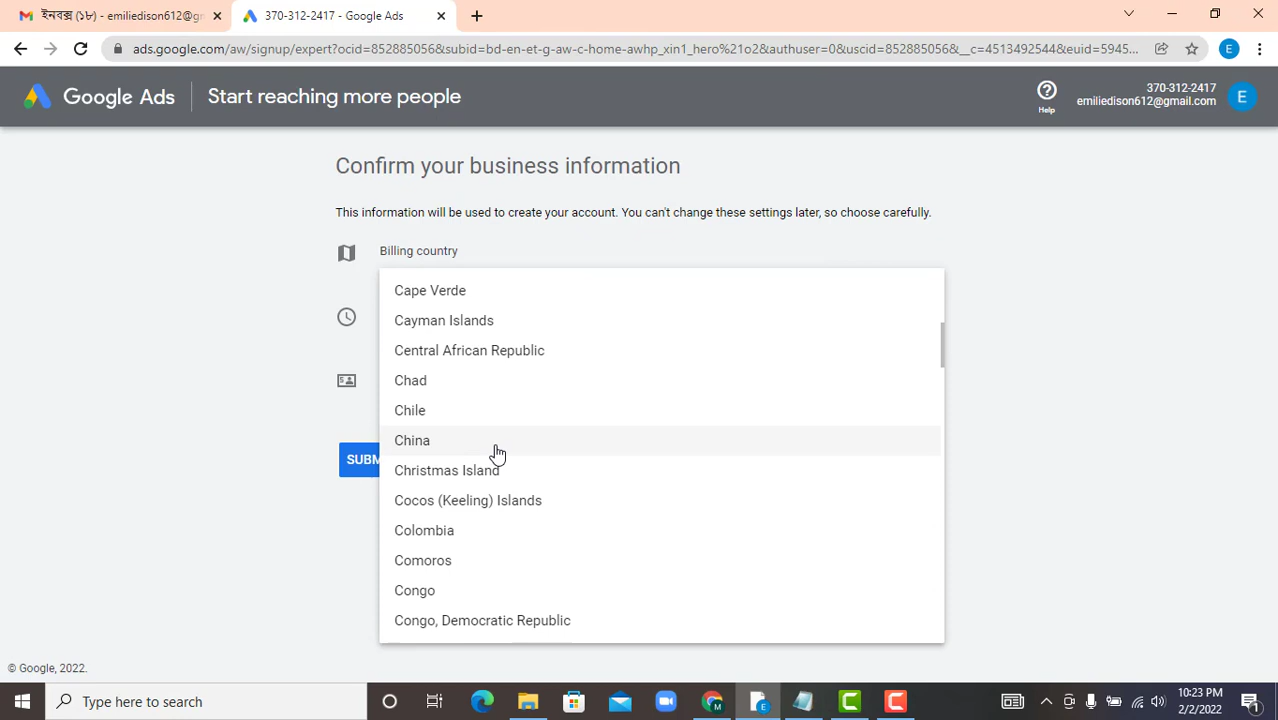 ইনবক্স (১৮) - emiliedison612@gr
370-312-2417 - Google Ads
ads.google.com/aw/signup/expert?ocid=852885056&subid=bd-en-et-g-aw-c-home-awhp_xin1_hero%21o2&authuser=0&uscid=852885056&__c=4513492544&euid=5945...
E
Google Ads
Start reaching more people
Help
370-312-2417
emiliedison612@gmail.com
E
Confirm your business information
This information will be used to create your account. You can't change these settings later, so choose carefully.
Billing country
Cape Verde
Cayman Islands
Central African Republic
Chad
Chile
China
SUBM
Christmas Island
Cocos (Keeling) Islands
Colombia
Comoros
Congo
Congo, Democratic Republic
© Google, 2022.
Type here to search
10:23 PM
2/2/2022